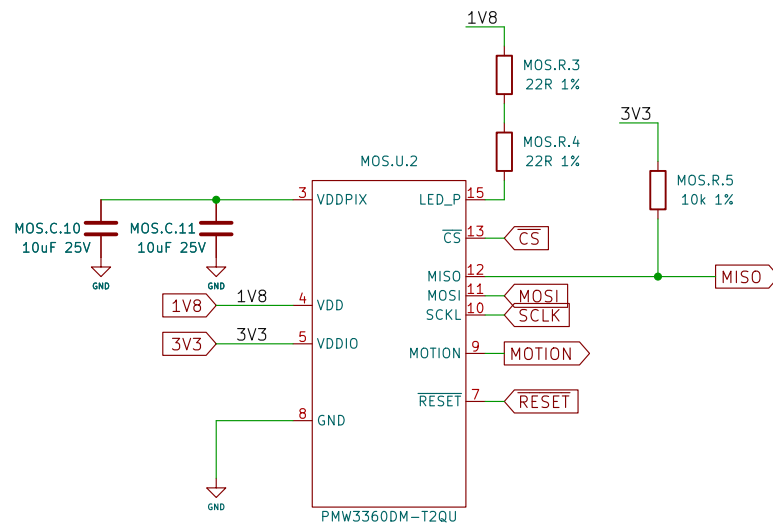 1V8
MOS.R.3
22R 1%
3V3
MOS.R.4
22R 1%
MOS.U.2
MOS.R.5
10k 1%
3 VDDPIX
LED_P 15
MOS.C.10
10uF 25V
MOS.C.11
10uF 25V
CS 13 CS
GND
GND
MISO 12
MISO
MOSI 11 MOSI
1V8 1V8 4 VDD
SCKL 10 SCLK
3V3 3V3 5 VDDIO
MOTION 9 MOTION
RESET 7 RESET
8 GND
GND
PMW3360DM-T2QU